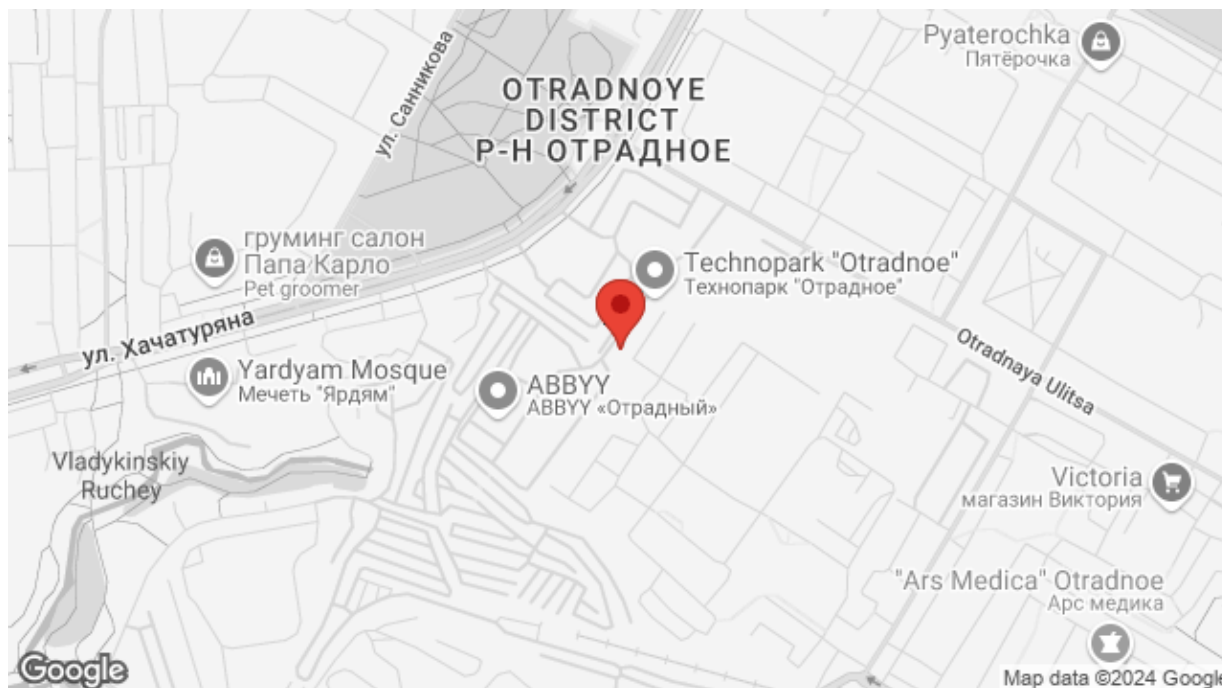 Pyaterochka
Пятёрочка
ул. Санникова
OTRADNOYE
DISTRICT
Р-Н ОТРАДНОЕ
груминг салон
Папа Карло
Pet groomer
Technopark "Otradnoe"
Технопарк "Отрадное"
ул. Хачатуряна
Otradnaya Ulitsa
Yardyam Mosque
Мечеть "Ярдям"
ABBYY
ABBYY «Отрадный»
Vladykinskiy
Ruchey
Victoria
магазин Виктория
"Ars Medica" Otradnoe
Арс медика
Google
Map data ©2024 Google